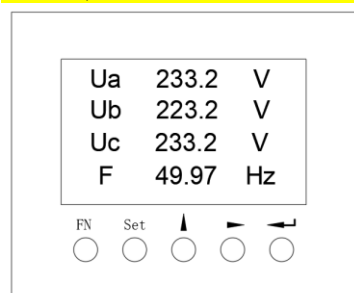 Ua 233.2 V
Ub 223.2 V
Uc 233.2 V
F 49.97 Hz
FN Set